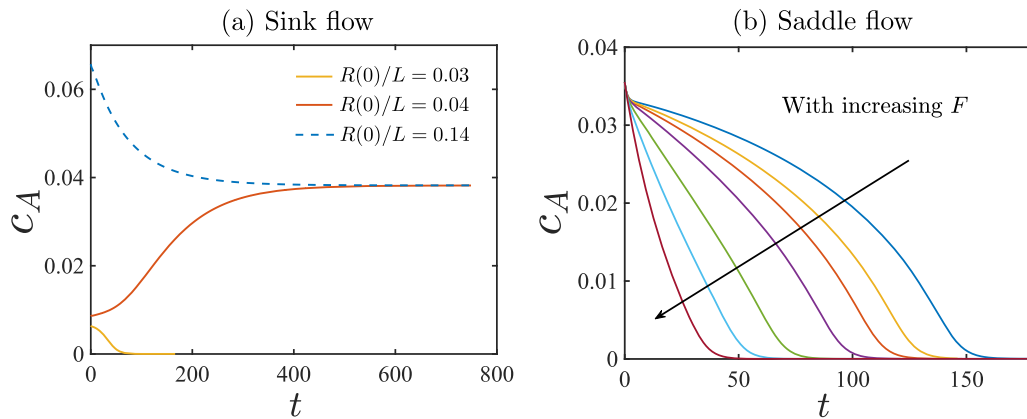 (a) Sink flow
c_A
0.06
0.04
0.02
0
0
200
400
600
800
t
R(0)/L = 0.03
R(0)/L = 0.04
R(0)/L = 0.14
(b) Saddle flow
c_A
0.04
0.03
0.02
0.01
0
0
50
100
150
t
With increasing F